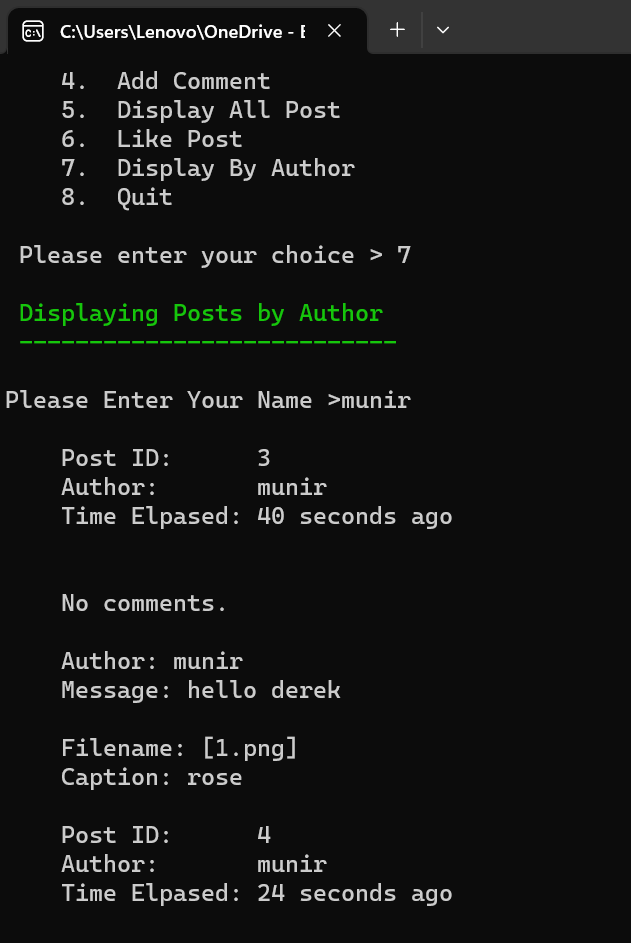 C:\Users\Lenovo\OneDrive - E
4. Add Comment
5. Display All Post
6. Like Post
7. Display By Author
8. Quit
Please enter your choice > 7
Displaying Posts by Author
---------------------------
Please Enter Your Name >munir
Post ID: 3
Author: munir
Time Elpased: 40 seconds ago
No comments.
Author: munir
Message: hello derek
Filename: [1.png]
Caption: rose
Post ID: 4
Author: munir
Time Elpased: 24 seconds ago